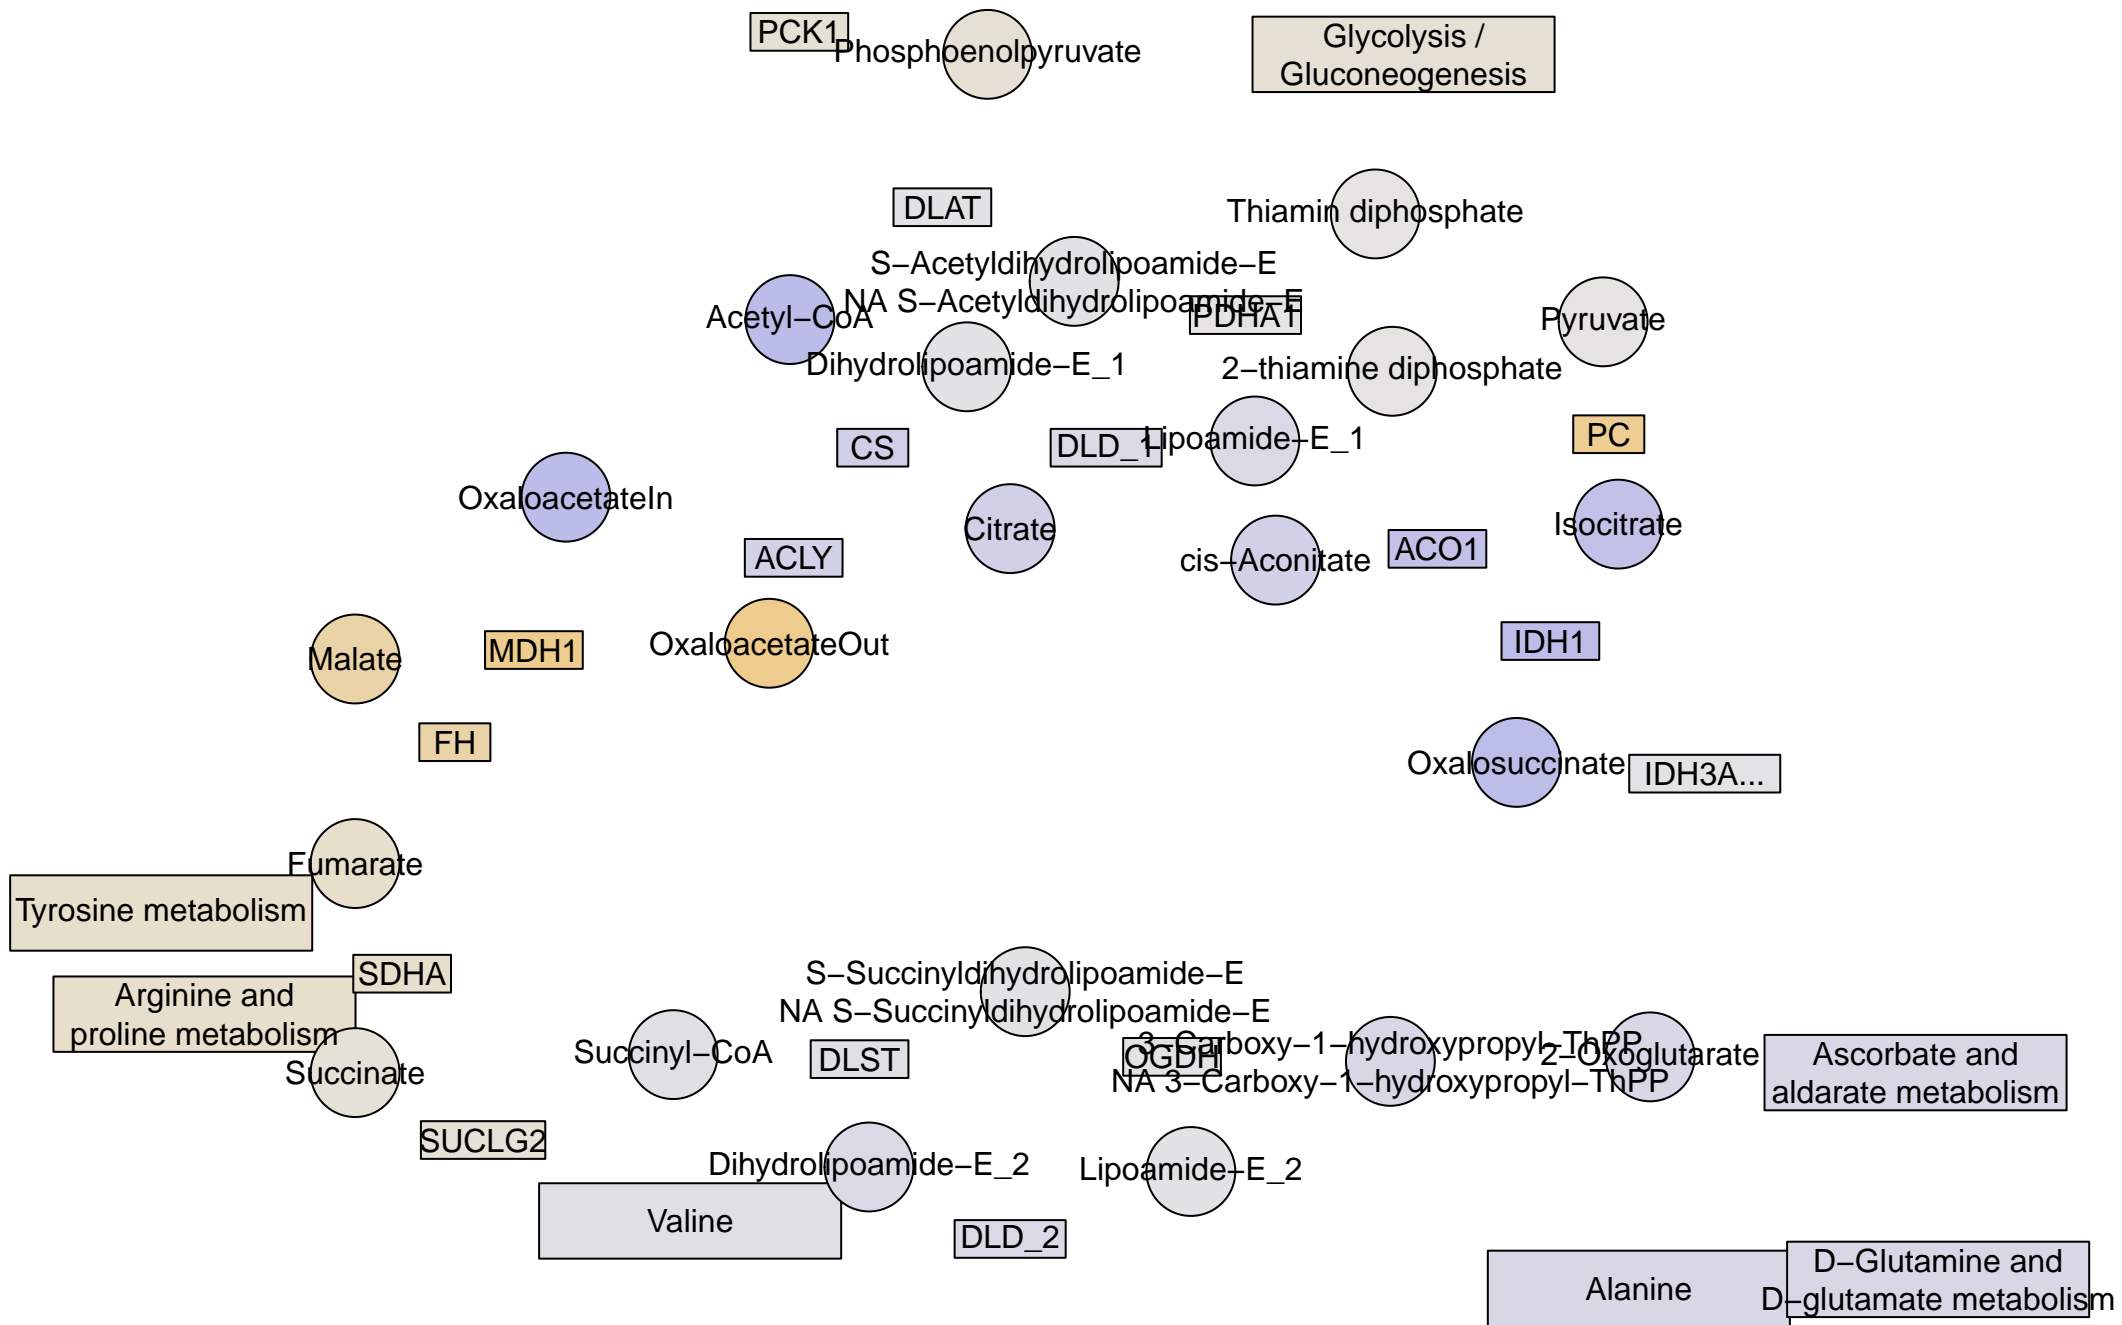 PCK1
Phosphoenolpyruvate
Glycolysis /
Gluconeogenesis
DLAT
Thiamin diphosphate
S−Acetyldihydrolipoamide−E
NA S−Acetyldihydrolipoamide−E
Acetyl−CoA
PDHA1
Pyruvate
Dihydrolipoamide−E_1
2−thiamine diphosphate
CS
DLD_1
Lipoamide−E_1
PC
OxaloacetateIn
Citrate
Isocitrate
ACLY
cis−Aconitate
ACO1
Malate
MDH1
OxaloacetateOut
IDH1
FH
Oxalosuccinate
IDH3A...
Fumarate
Tyrosine metabolism
SDHA
Arginine and
proline metabolism
S−Succinyldihydrolipoamide−E
NA S−Succinyldihydrolipoamide−E
Succinate
Succinyl−CoA
DLST
OGDH
3−Carboxy−1−hydroxypropyl−ThPP
NA 3−Carboxy−1−hydroxypropyl−ThPP
2−Oxoglutarate
Ascorbate and
aldarate metabolism
SUCLG2
Dihydrolipoamide−E_2
Lipoamide−E_2
Valine
DLD_2
Alanine
D−Glutamine and
D−glutamate metabolism